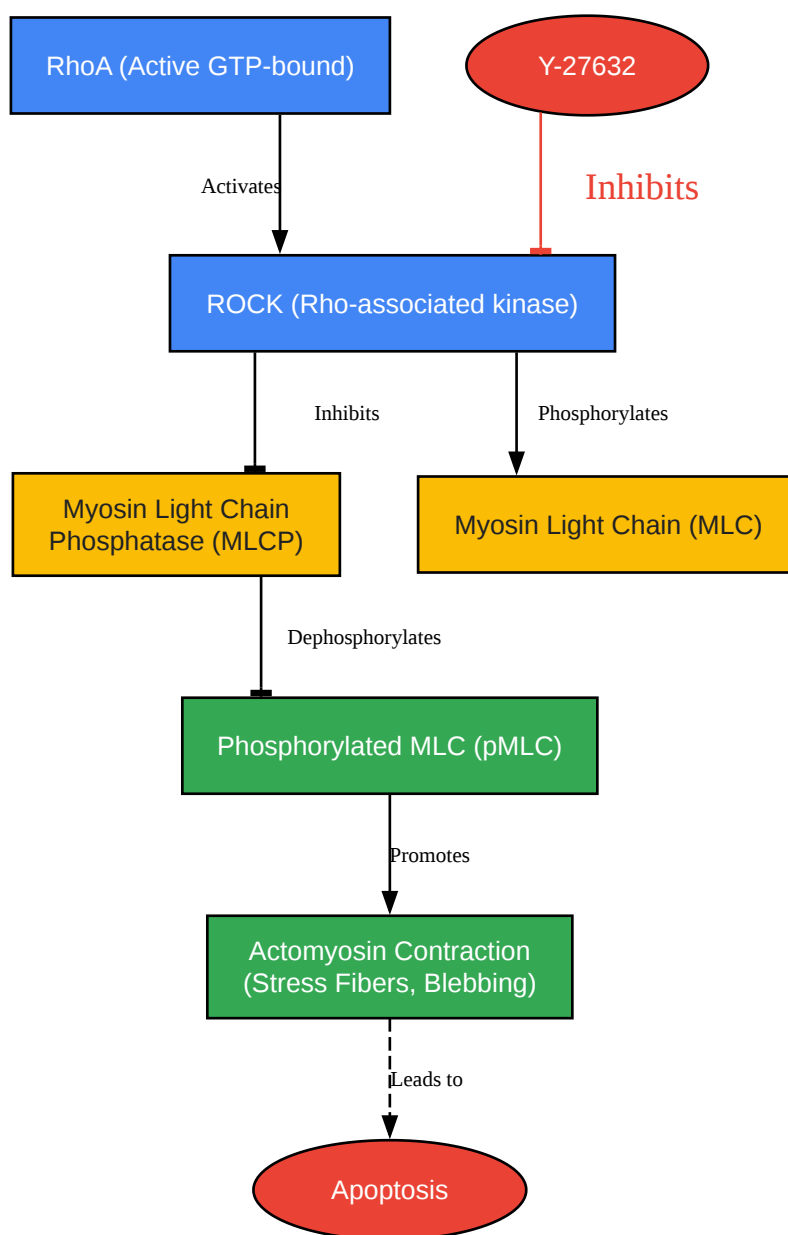 RhoA (Active GTP-bound)
Y-27632
Activates
Inhibits
ROCK (Rho-associated kinase)
Inhibits
Phosphorylates
Myosin Light Chain
Phosphatase (MLCP)
Myosin Light Chain (MLC)
Dephosphorylates
Phosphorylated MLC (pMLC)
Promotes
Actomyosin Contraction
(Stress Fibers, Blebbing)
Leads to
Apoptosis